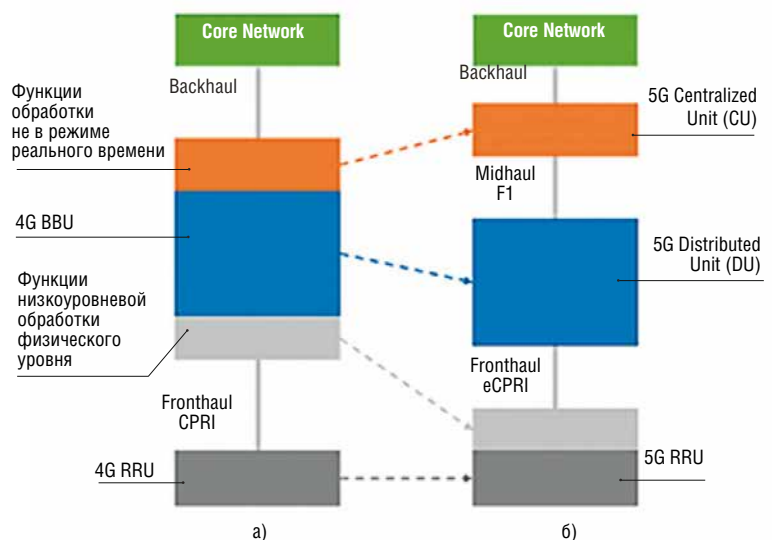 Core Network
Core Network
Backhaul
Backhaul
Функции
обработки
не в режиме
реального времени
5G Centralized
Unit (CU)
Midhaul
F1
4G BBU
5G Distributed
Unit (DU)
Функции
низкоуровневой
обработки
физического
уровня
Fronthaul
CPRI
Fronthaul
eCPRI
4G RRU
5G RRU
а)
б)